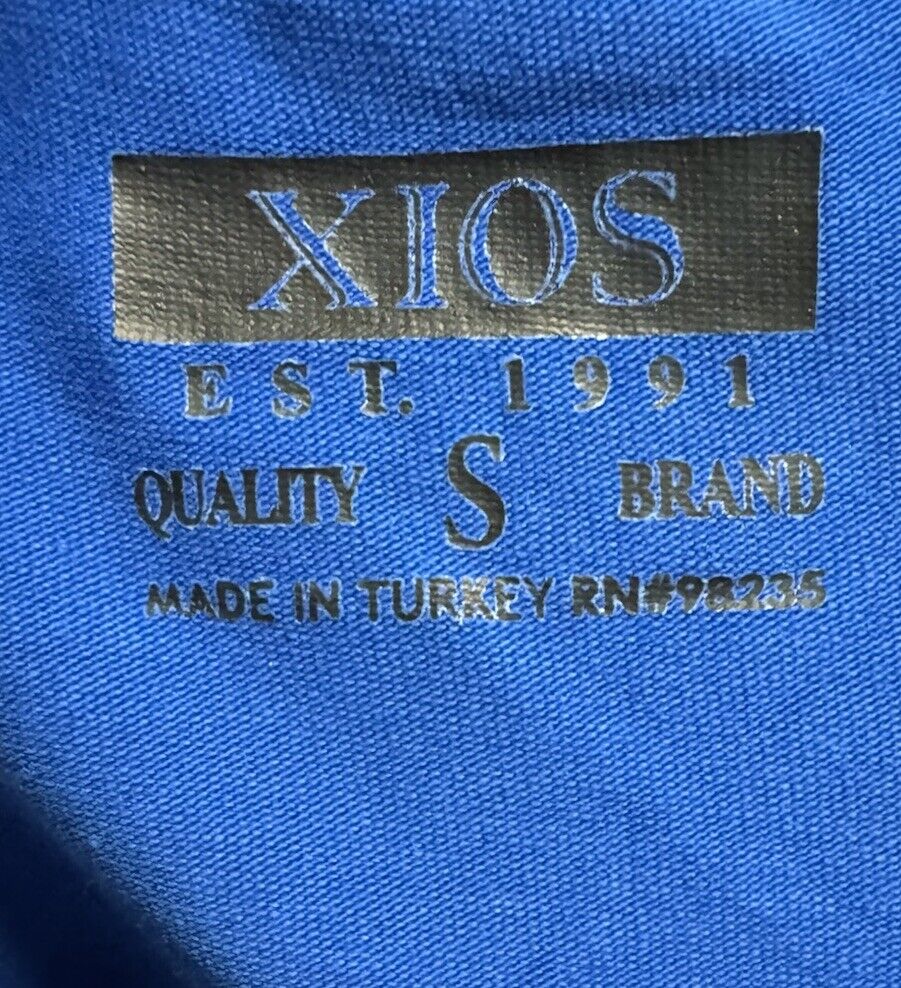 XIOS
EST. 1991
QUALITY S BRAND
MADE IN TURKEY RN#98235